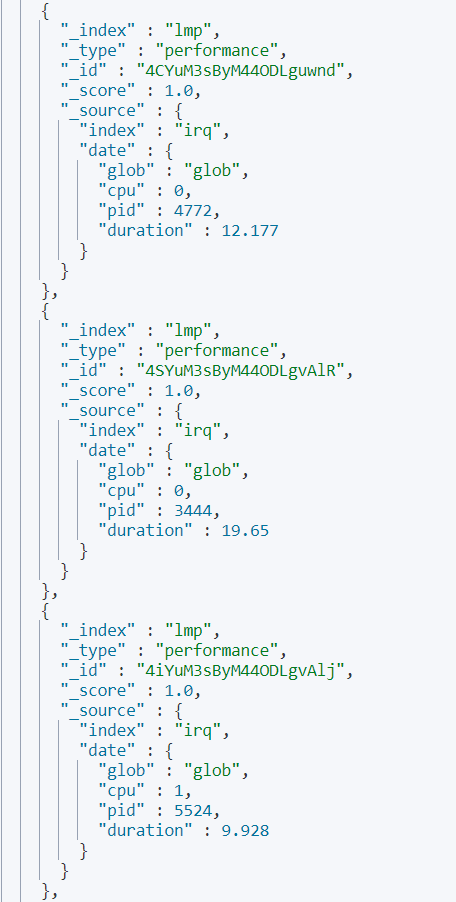 {
"_index" : "lmp",
"_type" : "performance",
"_id" : "4CYuM3sByM44ODLguwnd",
"_score" : 1.0,
"_source" : {
"index" : "irq",
"date" : {
"glob" : "glob",
"cpu" : 0,
"pid" : 4772,
"duration" : 12.177
}
}
},
{
"_index" : "lmp",
"_type" : "performance",
"_id" : "4SYuM3sByM44ODLgvAlR",
"_score" : 1.0,
"_source" : {
"index" : "irq",
"date" : {
"glob" : "glob",
"cpu" : 0,
"pid" : 3444,
"duration" : 19.65
}
}
},
{
"_index" : "lmp",
"_type" : "performance",
"_id" : "4iYuM3sByM44ODLgvAlj",
"_score" : 1.0,
"_source" : {
"index" : "irq",
"date" : {
"glob" : "glob",
"cpu" : 1,
"pid" : 5524,
"duration" : 9.928
}
}
},